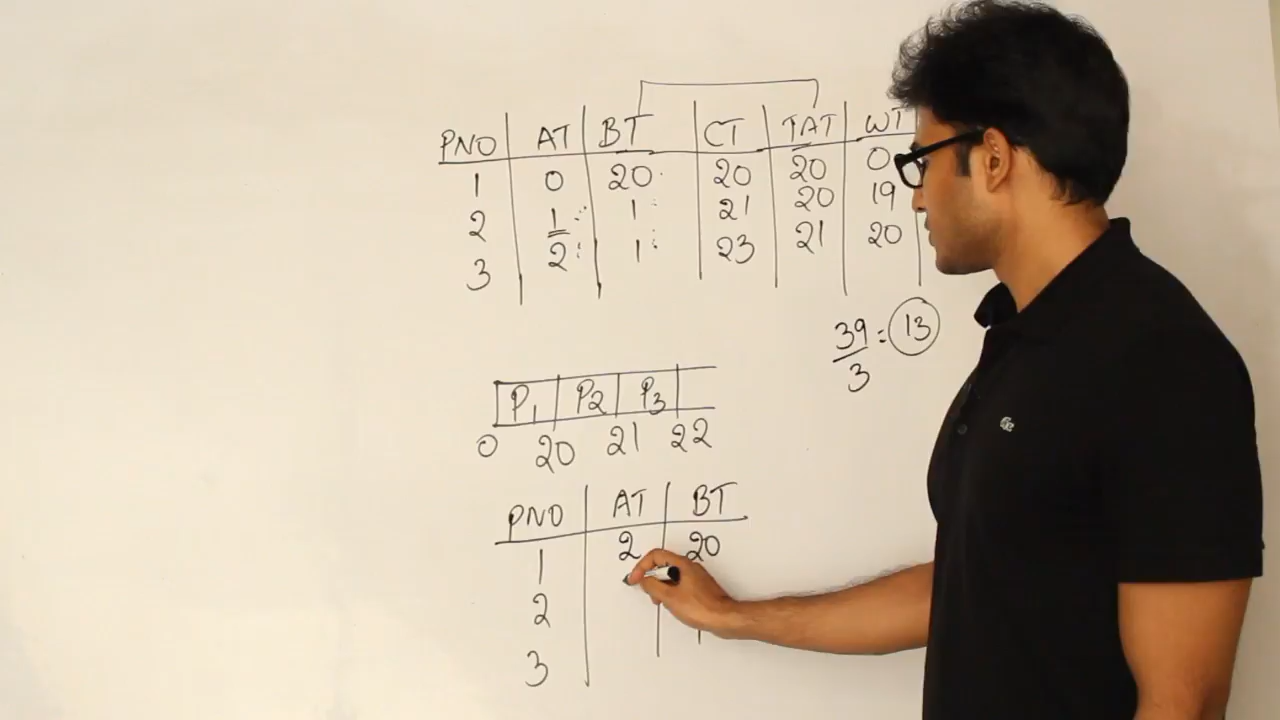 PNO AT BT CT TAT WT
1 0 20 20 20 0
2 1 1 21 20 19
3 2 1 23 21 20
39/3 = 13
P1 P2 P3
0 20 21 22
PNO AT BT
1 2 20
2
3